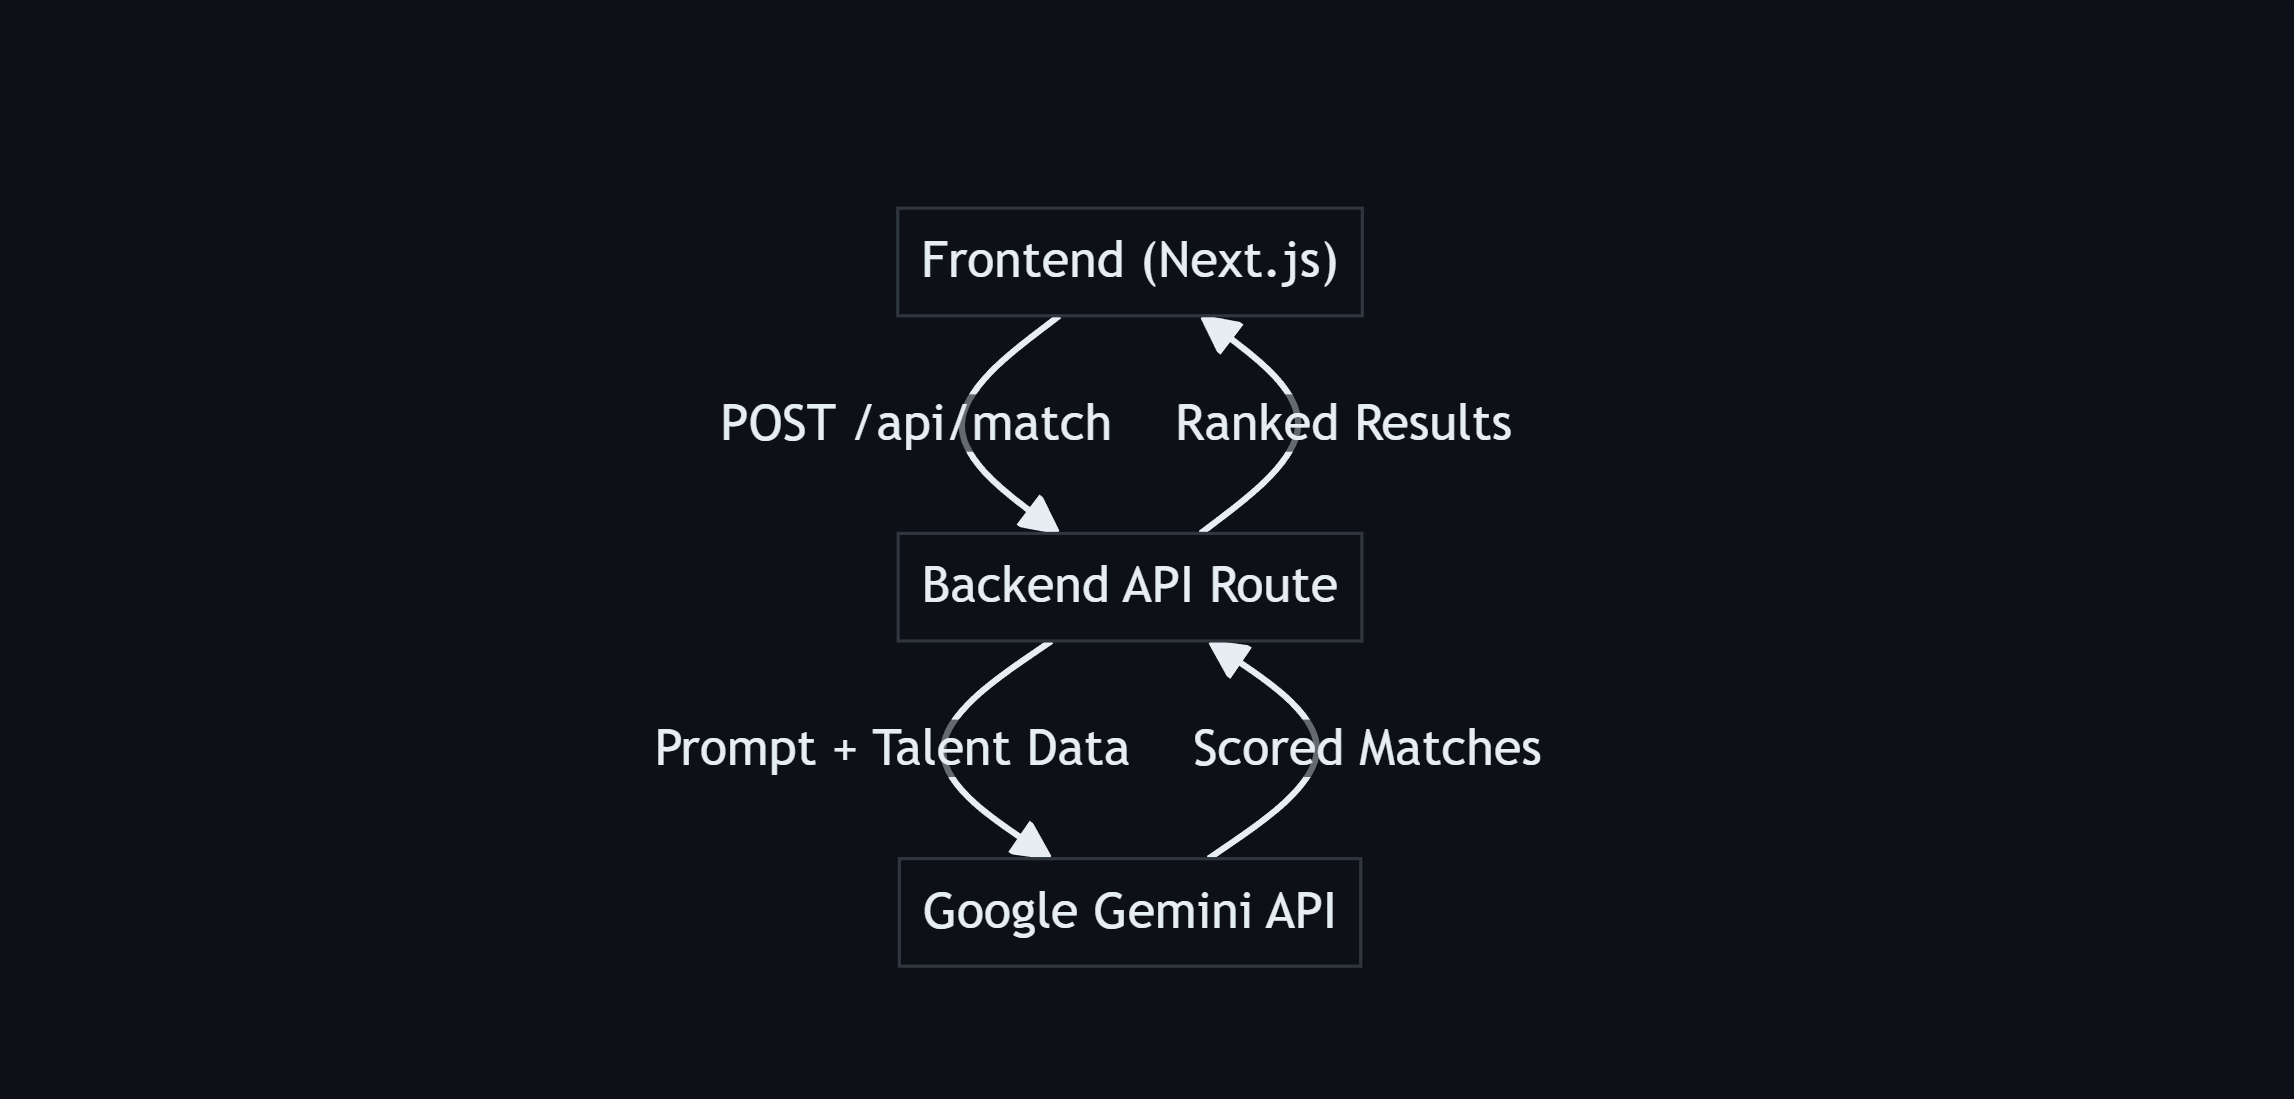 Frontend (Next.js)
POST /api/match
Ranked Results
Backend API Route
Prompt + Talent Data
Scored Matches
Google Gemini API